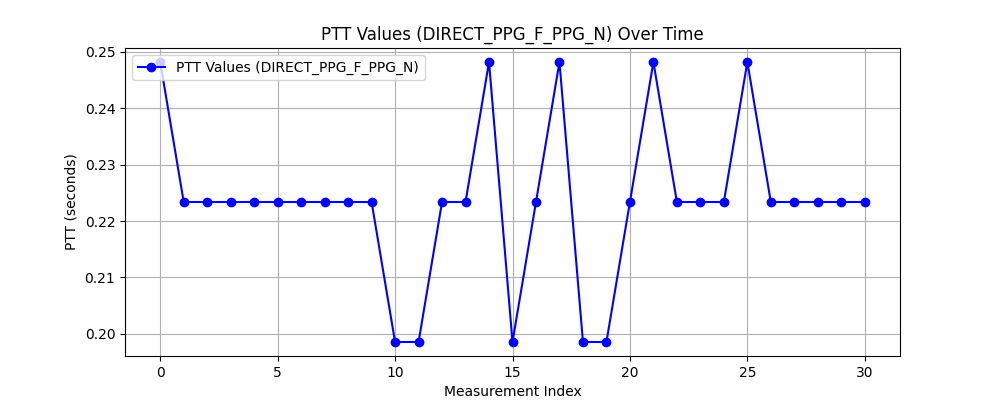 PTT Values (DIRECT_PPG_F_PPG_N) Over Time
PTT Values (DIRECT_PPG_F_PPG_N)
PTT (seconds)
0.25
0.24
0.23
0.22
0.21
0.20
0 5 10 15 20 25 30
Measurement Index